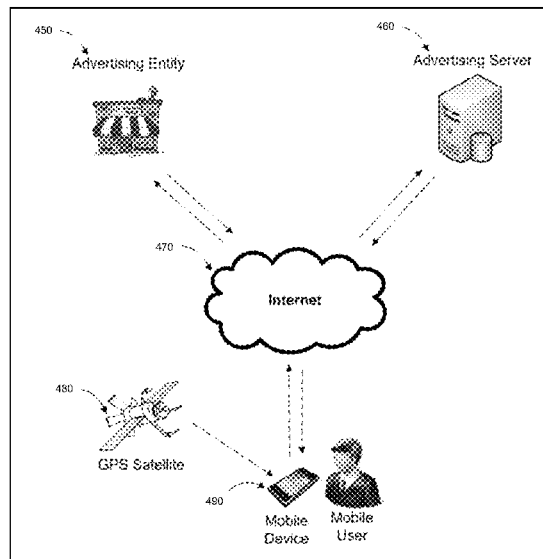 450
Advertising Entity
460
Advertising Server
470
Internet
480
GPS Satellite
490
Mobile
Device
Mobile
User